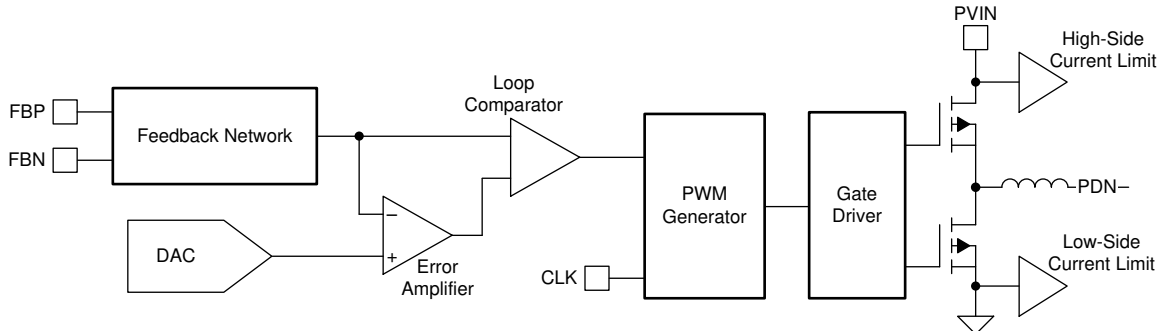 PVIN
High-Side
Current Limit
Loop
Comparator
FBP
FBN
Feedback Network
PWM
Generator
Gate
Driver
PDN
DAC
−
+
Error
Amplifier
CLK
Low-Side
Current Limit